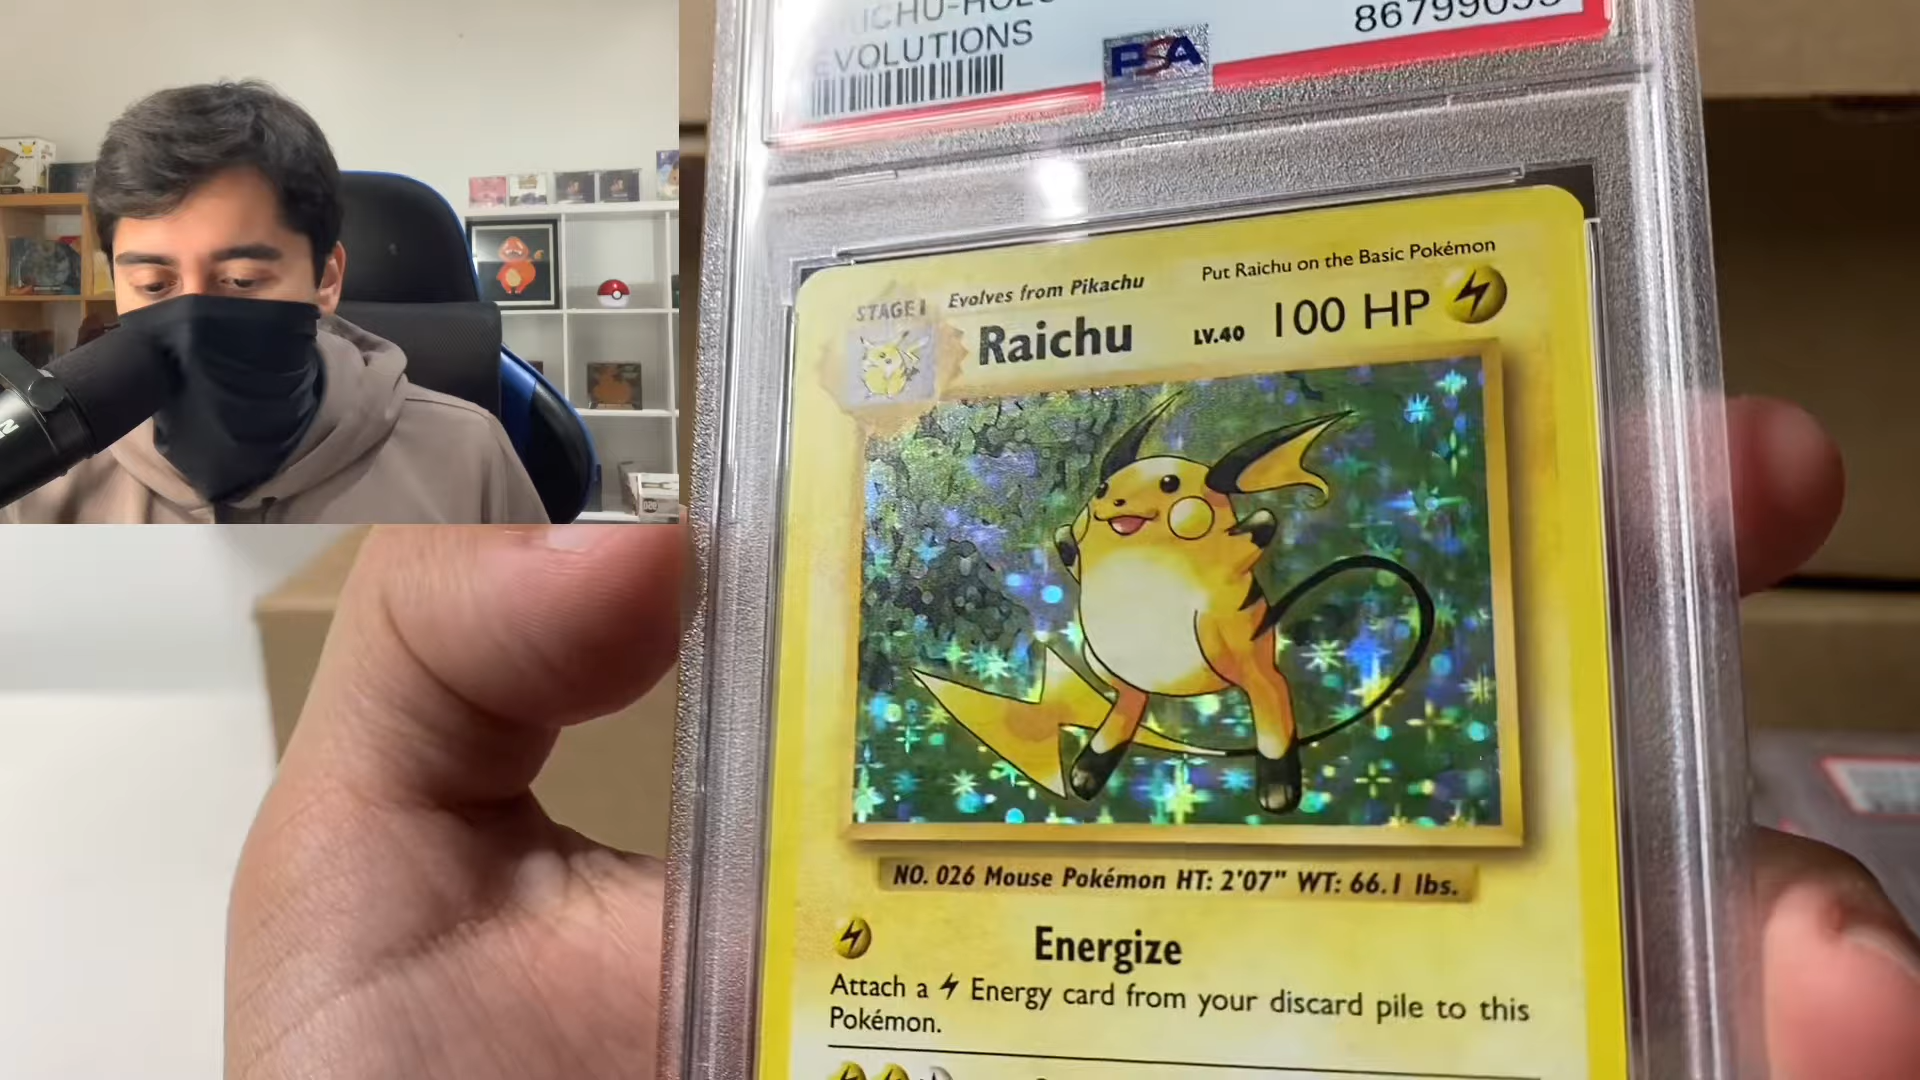 EVOLUTIONS
PSA
STAGE 1
Evolves from Pikachu
Put Raichu on the Basic Pokémon
Raichu
LV.40
100 HP
NO. 026 Mouse Pokémon HT: 2'07" WT: 66.1 lbs.
Energize
Attach a Energy card from your discard pile to this
Pokémon.